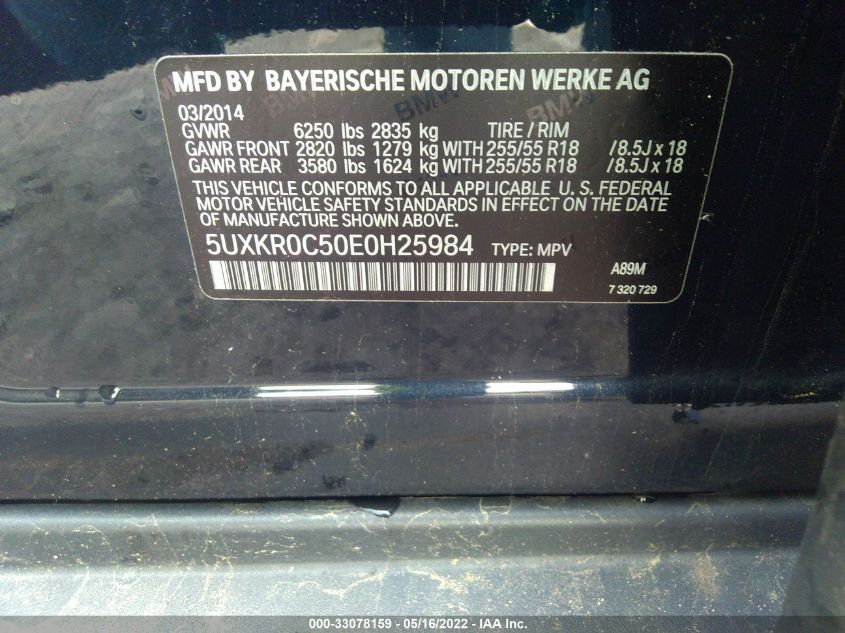 MFD BY BAYERISCHE MOTOREN WERKE AG
03/2014
GVWR 6250 lbs 2835 kg TIRE / RIM
GAWR FRONT 2820 lbs 1279 kg WITH 255/55 R18 /8.5J x 18
GAWR REAR 3580 lbs 1624 kg WITH 255/55 R18 /8.5J x 18
THIS VEHICLE CONFORMS TO ALL APPLICABLE U. S. FEDERAL
MOTOR VEHICLE SAFETY STANDARDS IN EFFECT ON THE DATE
OF MANUFACTURE SHOWN ABOVE.
5UXKR0C50E0H25984 TYPE: MPV
A89M
7 320 729
BMW
BMW
000-33078159 - 05/16/2022 - IAA Inc.